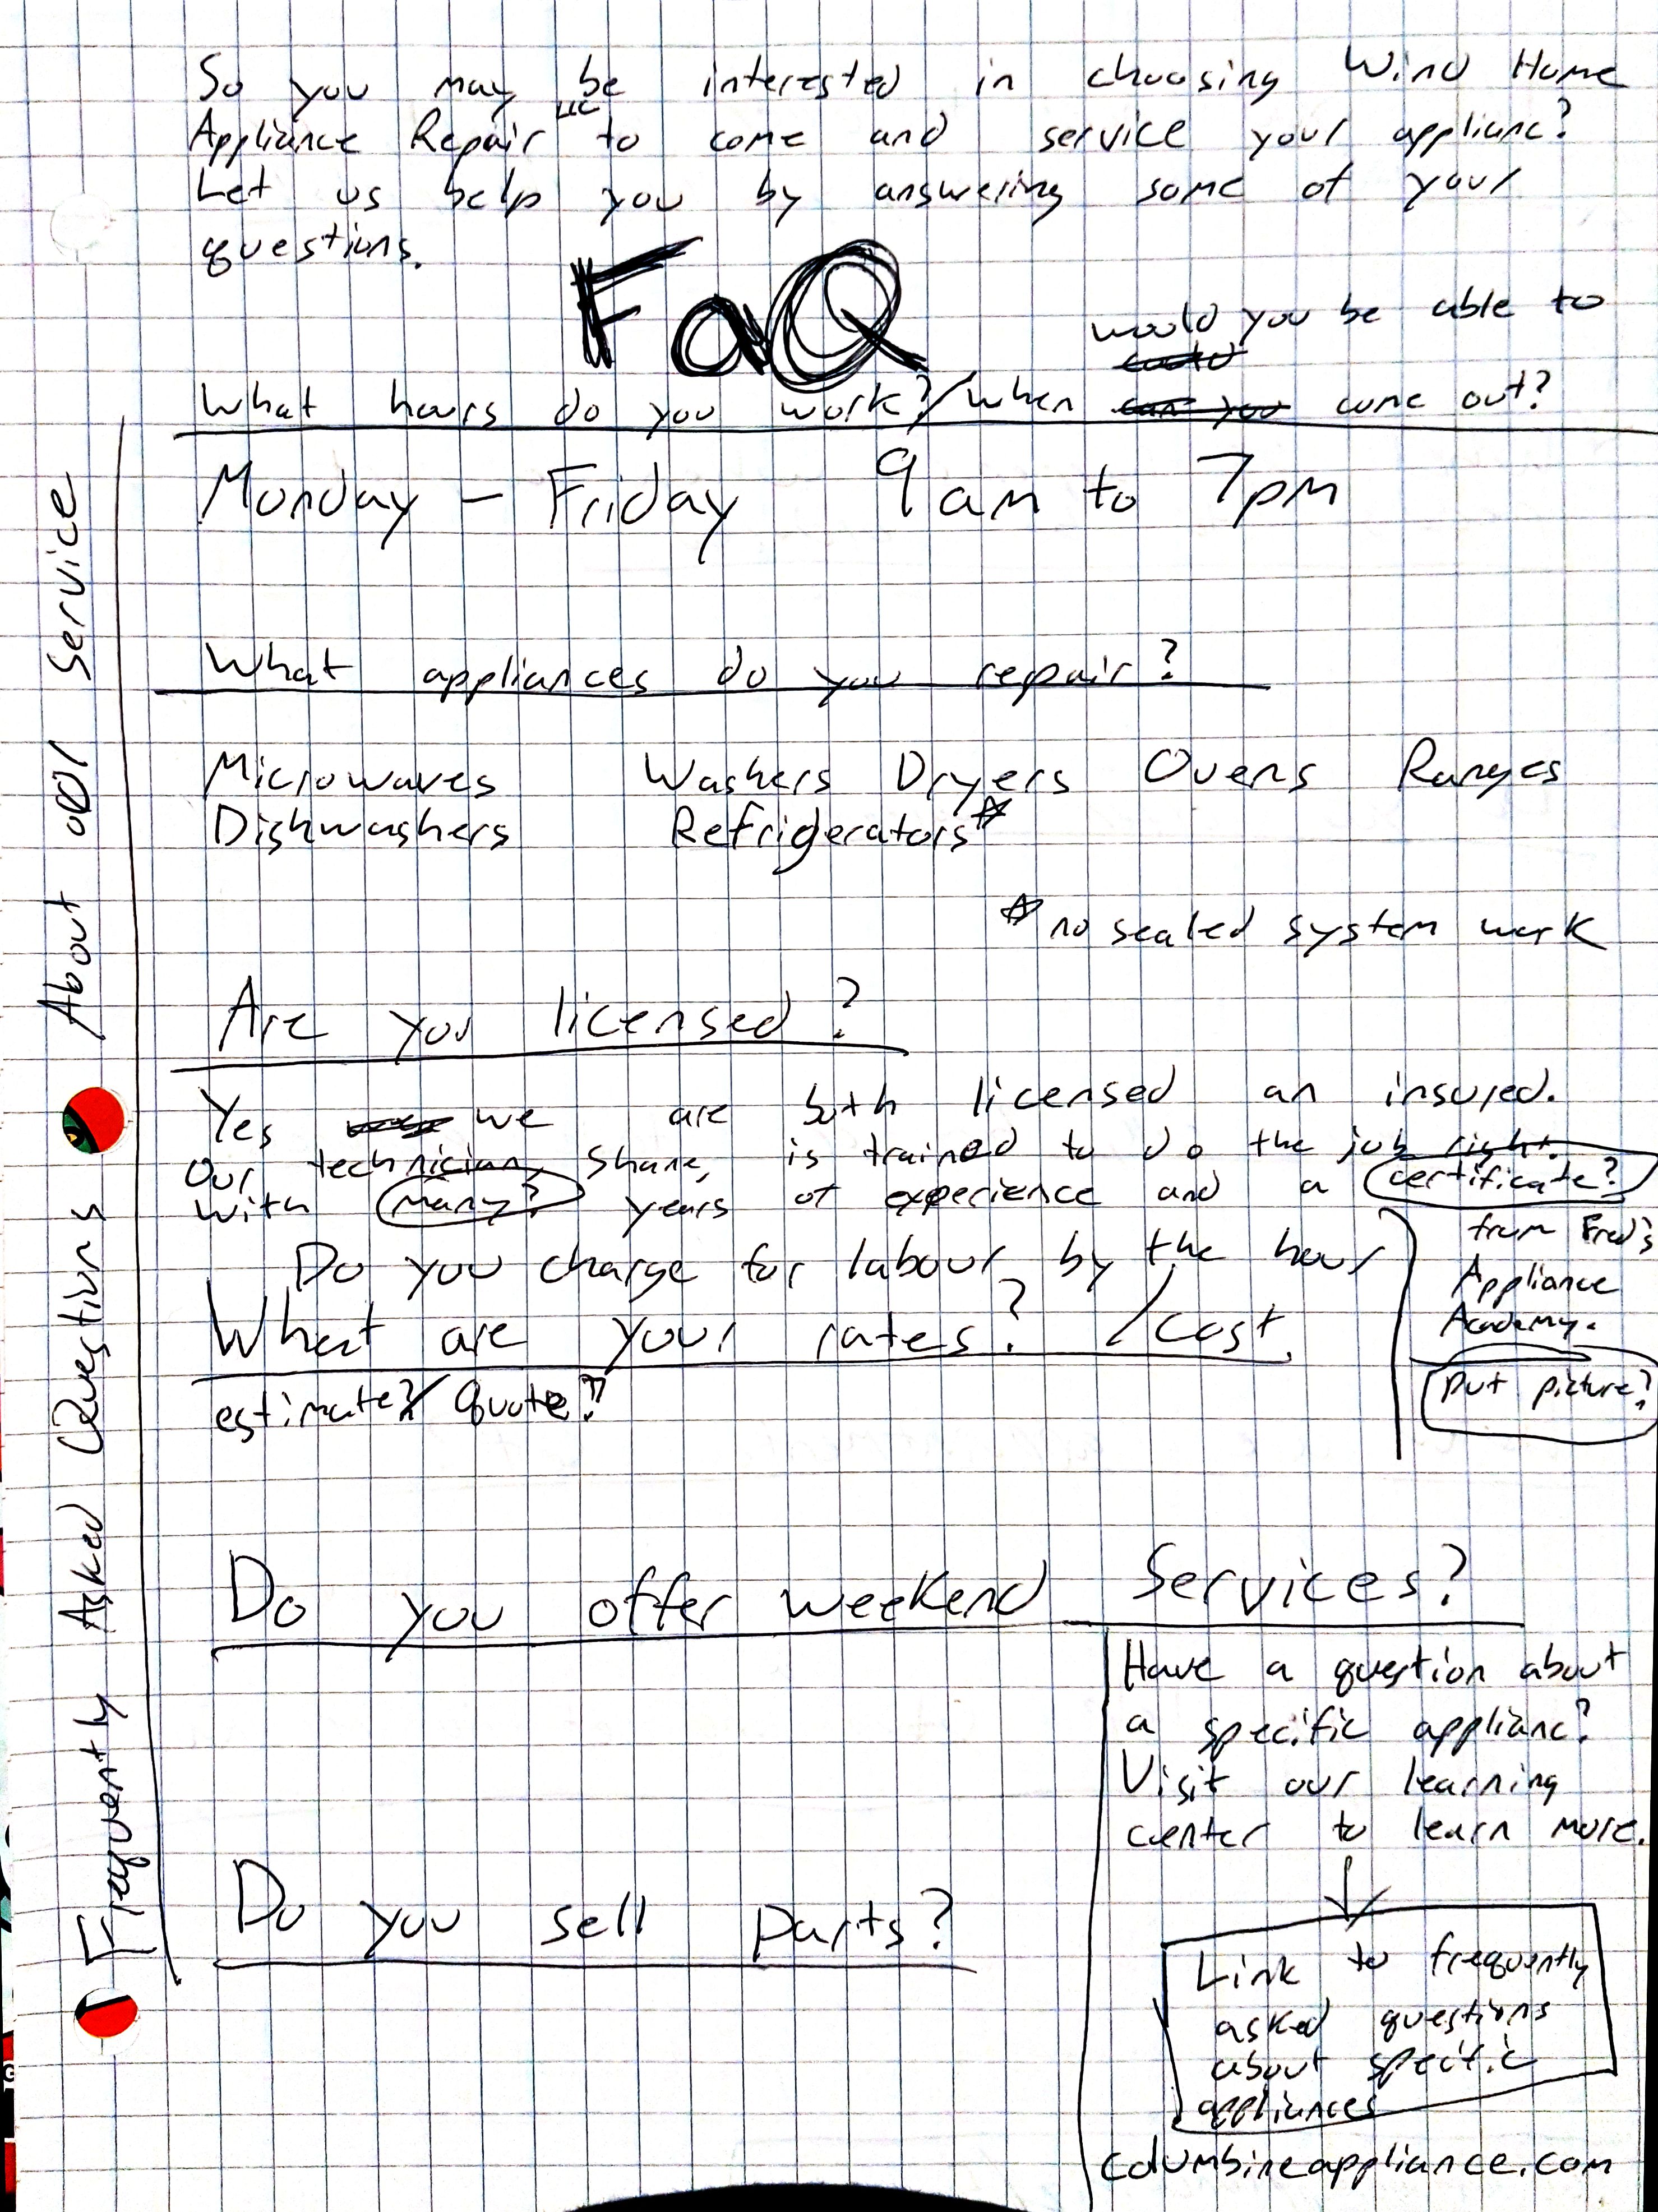 So you may be interested in choosing Wind Home
Appliance Repair LLC to come and service your applianc?
Let us help you by answering some of your
questions.
FaQ
would you be able to
could
What hours do you work?/When can you come out?
Monday - Friday 9am to 7pm
What appliances do you repair?
Microwaves Washers Dryers Ovens Ranges
Dishwashers Refrigerators*
* no sealed system work
Are you licensed?
Yes we are both licensed an insured.
Our technician, Shane, is trained to do the job right.
With many? years of experience and a certificate?
from Fred's
Appliance
Academy.
put picture?
Do you charge for labour by the hour
What are your rates? /cost
estimate?/ Quote?
Do you offer weekend Services?
Have a question about
a specific applianc?
Visit our learning
center to learn more.
Link to frequently
asked questions
about specific
appliances
columbineappliance.com
Do you sell parts?
Frequently Asked Questions About our Service